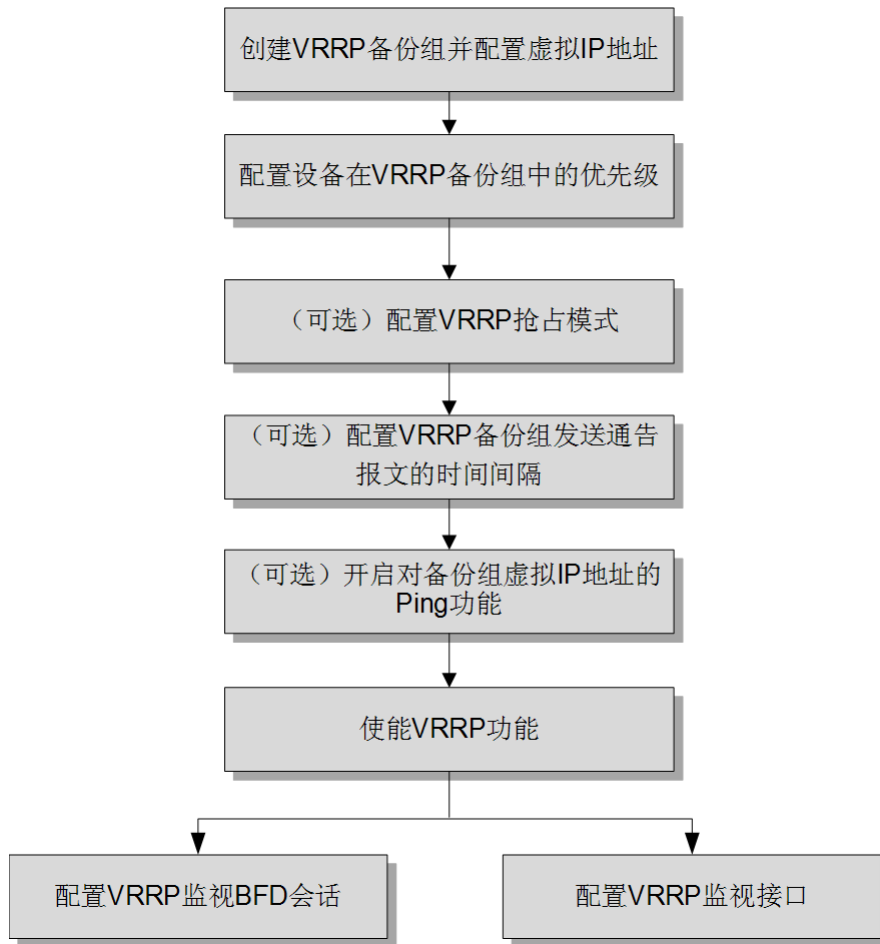 创建VRRP备份组并配置虚拟IP地址
配置设备在VRRP备份组中的优先级
（可选）配置VRRP抢占模式
（可选）配置VRRP备份组发送通告
报文的时间间隔
（可选）开启对备份组虚拟IP地址的
Ping功能
使能VRRP功能
配置VRRP监视BFD会话
配置VRRP监视接口